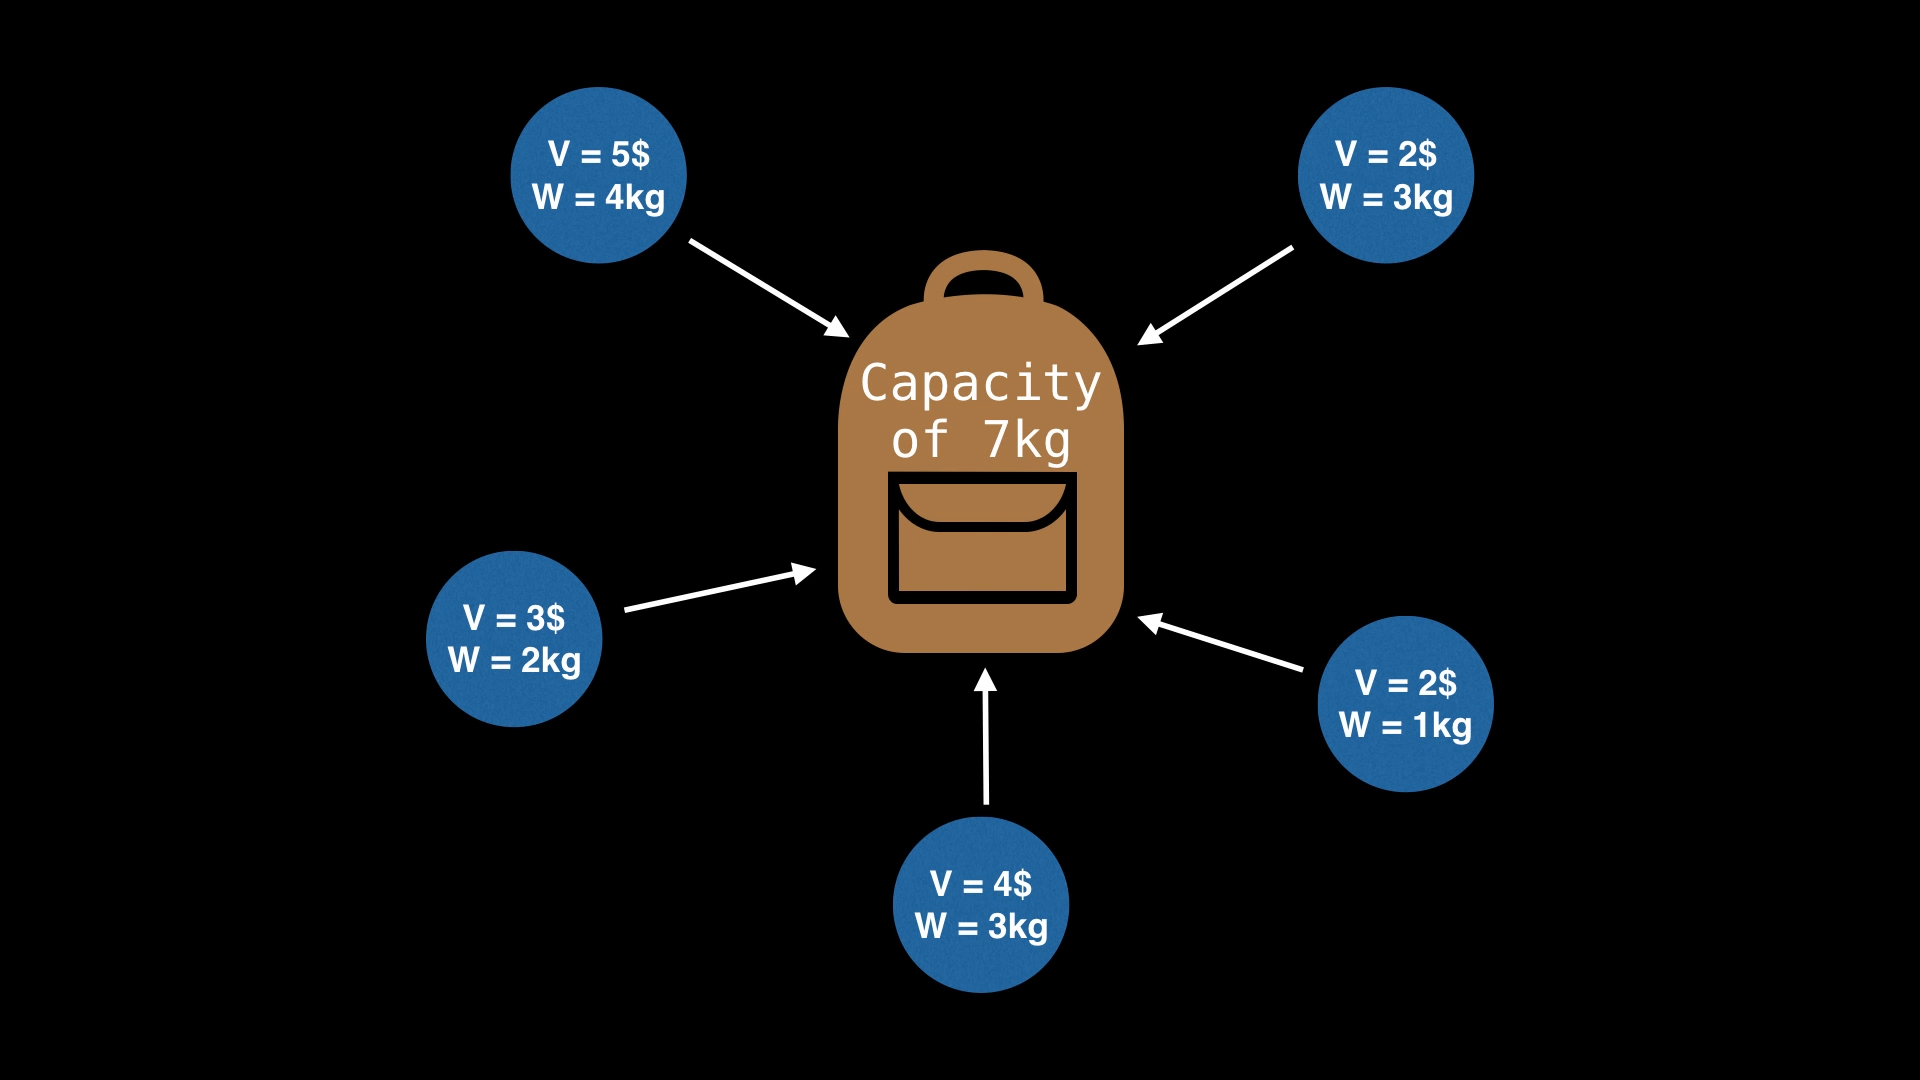 V = 5$
W = 4kg
V = 2$
W = 3kg
Capacity
of 7kg
V = 3$
W = 2kg
V = 2$
W = 1kg
V = 4$
W = 3kg